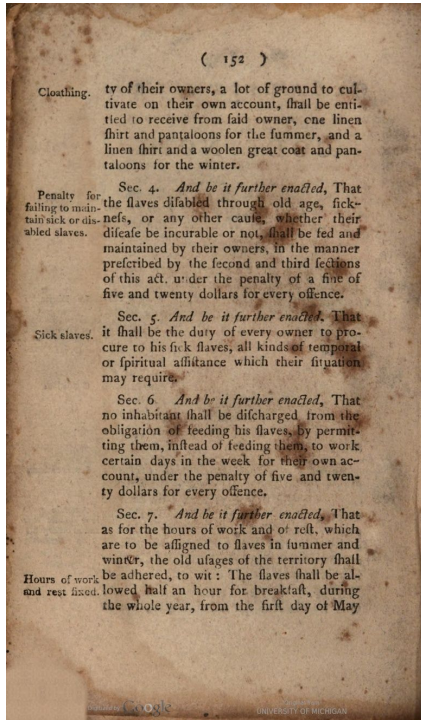 ( 152 )
Cloathing.
ty of their owners, a lot of ground to cul-
tivate on their own account, ſhall be enti-
tled to receive from said owner, one linen
ſhirt and pantaloons for the ſummer, and a
linen ſhirt and a woolen great coat and pan-
taloons for the winter.
Penalty for
failing to main-
tain sick or dis-
abled slaves.
Sec. 4. And be it further enacted, That
the ſlaves diſabled through old age, ſick-
neſs, or any other cauſe, whether their
diſeaſe be incurable or not, ſhall be fed and
maintained by their owners, in the manner
preſcribed by the ſecond and third ſections
of this act. under the penalty of a fine of
five and twenty dollars for every offence.
Sick slaves.
Sec. 5. And be it further enacted, That
it ſhall be the duty of every owner to pro-
cure to his ſick ſlaves, all kinds of temporal
or ſpiritual aſſiſtance which their ſituation
may require.
Sec. 6 And be it further enacted, That
no inhabitant ſhall be diſcharged from the
obligation of feeding his ſlaves, by permit-
ting them, inſtead of feeding them, to work
certain days in the week for their own ac-
count, under the penalty of five and twen-
ty dollars for every offence.
Sec. 7. And be it further enacted, That
as for the hours of work and of reſt, which
are to be aſſigned to ſlaves in ſummer and
winter, the old uſages of the territory ſhall
be adhered, to wit : The ſlaves ſhall be al-
lowed half an hour for breakfaſt, during
the whole year, from the firſt day of May
Hours of work
and rest fixed.
Google
UNIVERSITY OF MICHIGAN